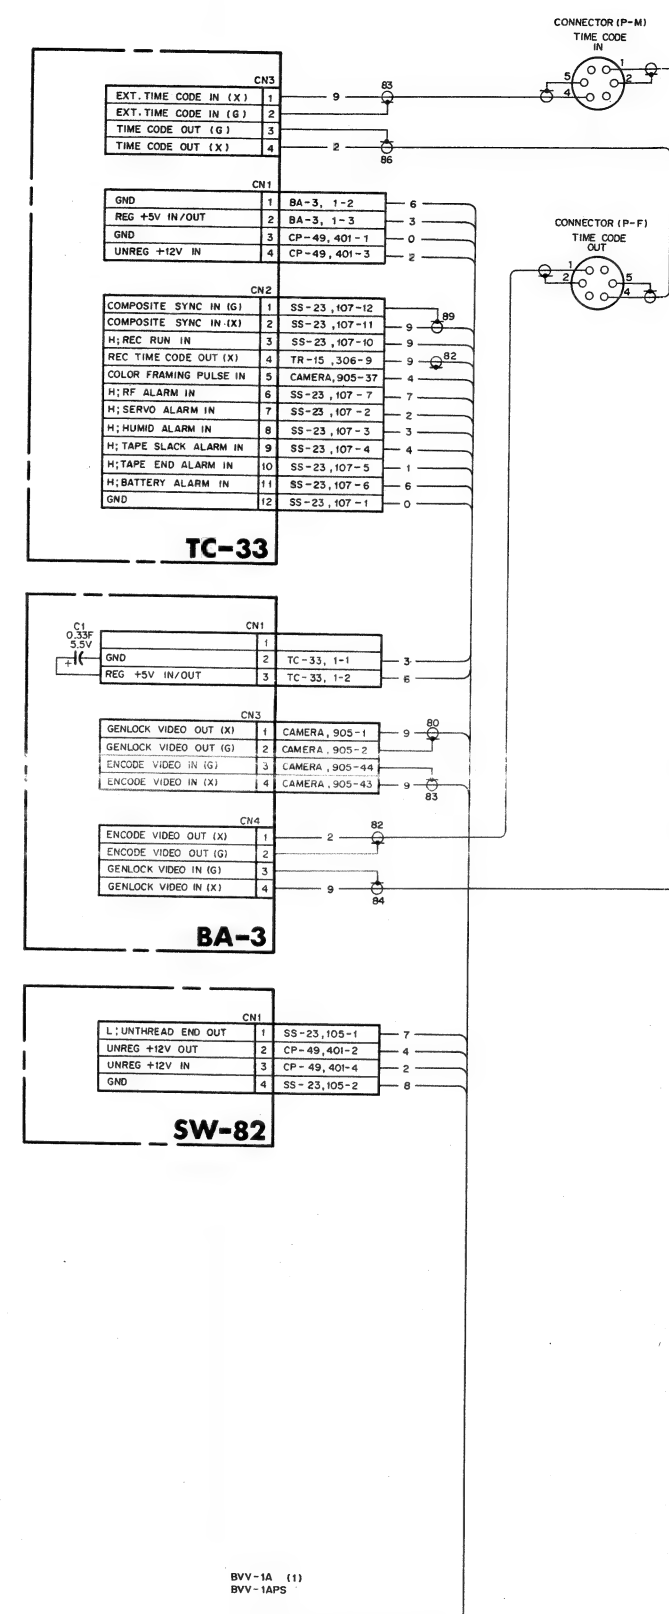 CONNECTOR (P-M)
TIME CODE
IN
1
2
5
4
CN3
EXT. TIME CODE IN (X) 1 9 83
EXT. TIME CODE IN (G) 2
TIME CODE OUT (G) 3
TIME CODE OUT (X) 4 2 86
CN1
GND 1 BA-3, 1-2 6
REG +5V IN/OUT 2 BA-3, 1-3 3
GND 3 CP-49, 401-1 0
UNREG +12V IN 4 CP-49, 401-3 2
CONNECTOR (P-F)
TIME CODE
OUT
1
2
5
4
CN2
COMPOSITE SYNC IN (G) 1 SS-23, 107-12 89
COMPOSITE SYNC IN (X) 2 SS-23, 107-11 9
H; REC RUN IN 3 SS-23, 107-10 9
REC TIME CODE OUT (X) 4 TR-15, 306-9 9 82
COLOR FRAMING PULSE IN 5 CAMERA, 905-37 4
H; RF ALARM IN 6 SS-23, 107-7 7
H; SERVO ALARM IN 7 SS-23, 107-2 2
H; HUMID ALARM IN 8 SS-23, 107-3 3
H; TAPE SLACK ALARM IN 9 SS-23, 107-4 4
H; TAPE END ALARM IN 10 SS-23, 107-5 1
H; BATTERY ALARM IN 11 SS-23, 107-6 6
GND 12 SS-23, 107-1 0
TC-33
C1
0.33F
5.5V
+
CN1
1
GND 2 TC-33, 1-1 3
REG +5V IN/OUT 3 TC-33, 1-2 6
CN3
GENLOCK VIDEO OUT (X) 1 CAMERA, 905-1 9 80
GENLOCK VIDEO OUT (G) 2 CAMERA, 905-2
ENCODE VIDEO IN (G) 3 CAMERA, 905-44
ENCODE VIDEO IN (X) 4 CAMERA, 905-43 9 83
CN4
ENCODE VIDEO OUT (X) 1 2 82
ENCODE VIDEO OUT (G) 2
GENLOCK VIDEO IN (G) 3
GENLOCK VIDEO IN (X) 4 9 84
BA-3
CN1
L; UNTHREAD END OUT 1 SS-23, 105-1 7
UNREG +12V OUT 2 CP-49, 401-2 4
UNREG +12V IN 3 CP-49, 401-4 2
GND 4 SS-23, 105-2 8
SW-82
BVV-1A (1)
BVV-1APS